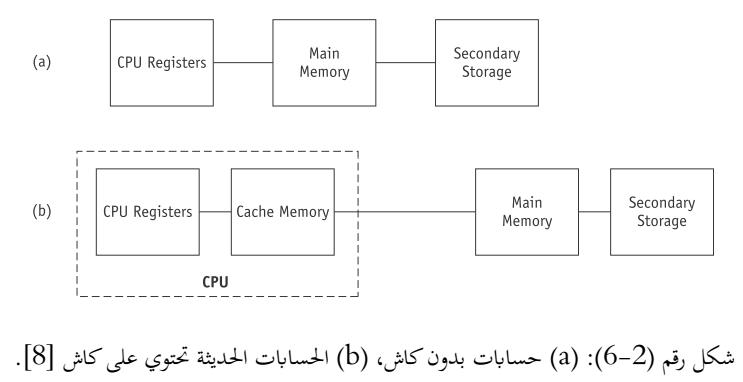 (a)
CPU Registers
Main
Memory
Secondary
Storage
(b)
CPU Registers
Cache Memory
CPU
Main
Memory
Secondary
Storage
شكل رقم (2-6): (a) حسابات بدون كاش، (b) الحسابات الحديثة تحتوي على كاش [8].